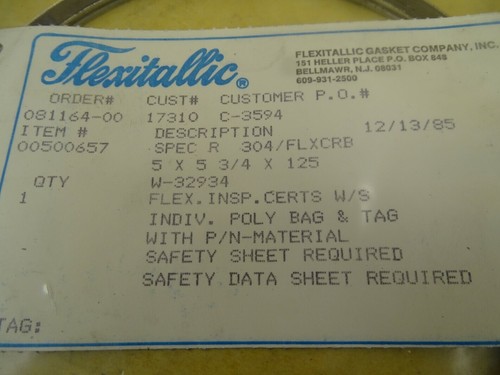 Flexitallic®
FLEXITALLIC GASKET COMPANY, INC.
151 HELLER PLACE P.O. BOX 848
BELLMAWR, N.J. 08031
609-931-2500
ORDER# CUST# CUSTOMER P.O.#
081164-00 17310 C-3594
ITEM # DESCRIPTION 12/13/85
00500657 SPEC R 304/FLXCRB
5 X 5 3/4 X 125
QTY W-32934
1 FLEX.INSP.CERTS W/S
INDIV. POLY BAG & TAG
WITH P/N-MATERIAL
SAFETY SHEET REQUIRED
SAFETY DATA SHEET REQUIRED
TAG: